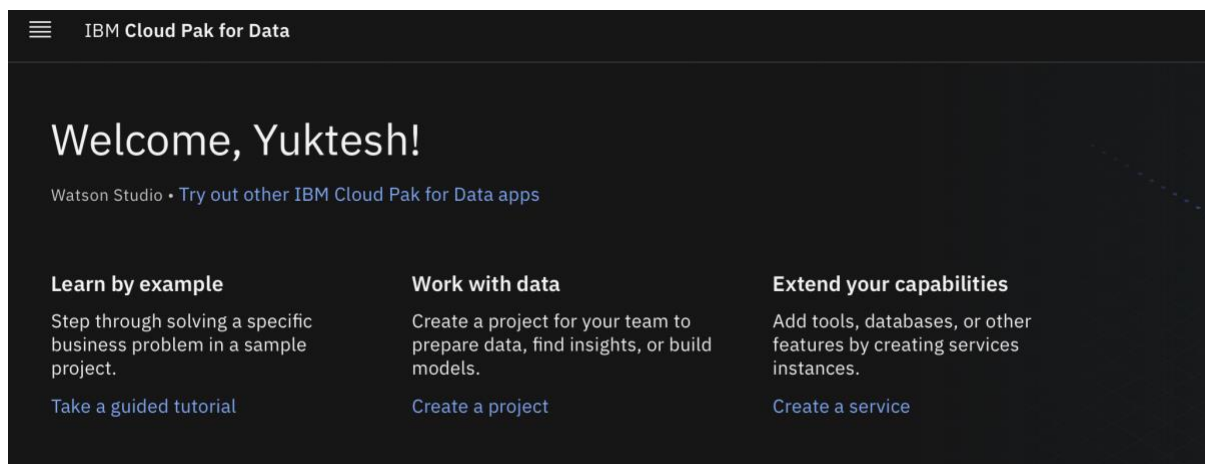 IBM Cloud Pak for Data
Welcome, Yuktesh!
Watson Studio • Try out other IBM Cloud Pak for Data apps
Learn by example
Step through solving a specific
business problem in a sample
project.
Take a guided tutorial
Work with data
Create a project for your team to
prepare data, find insights, or build
models.
Create a project
Extend your capabilities
Add tools, databases, or other
features by creating services
instances.
Create a service